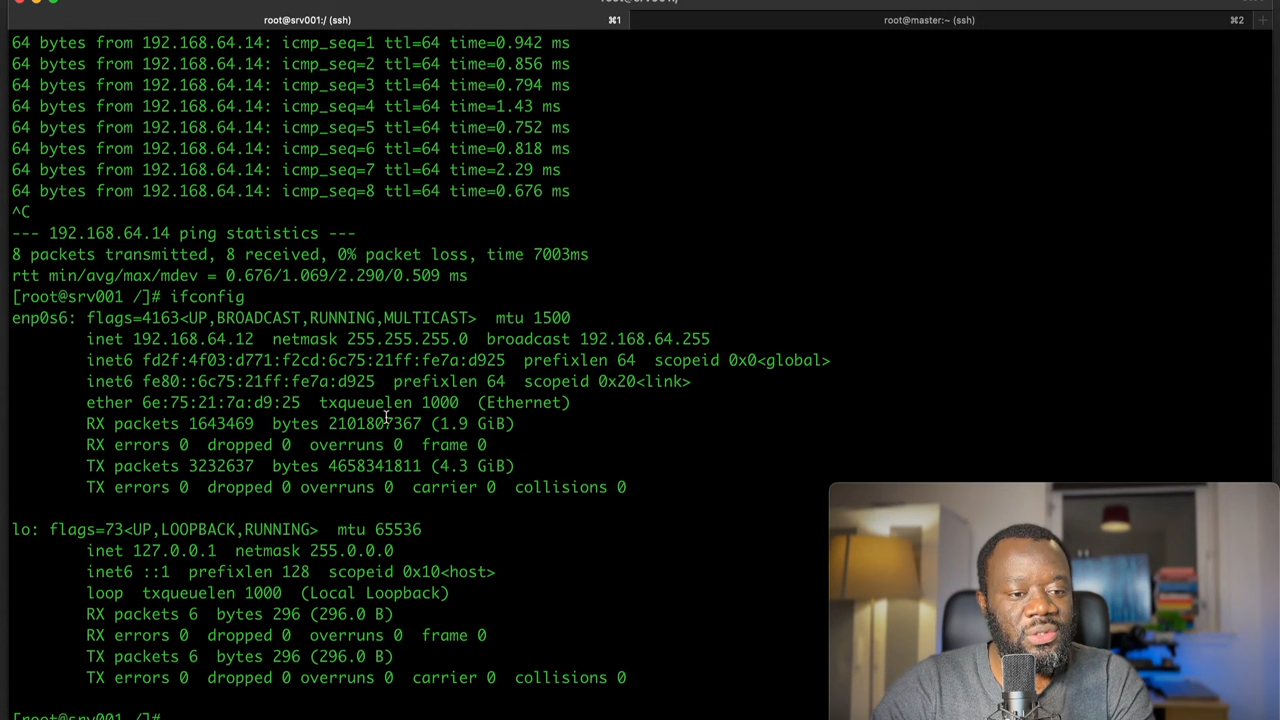 root@srv001:/ (ssh)
⌘1
root@master:~ (ssh)
⌘2
64 bytes from 192.168.64.14: icmp_seq=1 ttl=64 time=0.942 ms
64 bytes from 192.168.64.14: icmp_seq=2 ttl=64 time=0.856 ms
64 bytes from 192.168.64.14: icmp_seq=3 ttl=64 time=0.794 ms
64 bytes from 192.168.64.14: icmp_seq=4 ttl=64 time=1.43 ms
64 bytes from 192.168.64.14: icmp_seq=5 ttl=64 time=0.752 ms
64 bytes from 192.168.64.14: icmp_seq=6 ttl=64 time=0.818 ms
64 bytes from 192.168.64.14: icmp_seq=7 ttl=64 time=2.29 ms
64 bytes from 192.168.64.14: icmp_seq=8 ttl=64 time=0.676 ms
^C
--- 192.168.64.14 ping statistics ---
8 packets transmitted, 8 received, 0% packet loss, time 7003ms
rtt min/avg/max/mdev = 0.676/1.069/2.290/0.509 ms
[root@srv001 /]# ifconfig
enp0s6: flags=4163<UP,BROADCAST,RUNNING,MULTICAST>  mtu 1500
inet 192.168.64.12  netmask 255.255.255.0  broadcast 192.168.64.255
inet6 fd2f:4f03:d771:f2cd:6c75:21ff:fe7a:d925  prefixlen 64  scopeid 0x0<global>
inet6 fe80::6c75:21ff:fe7a:d925  prefixlen 64  scopeid 0x20<link>
ether 6e:75:21:7a:d9:25  txqueuelen 1000  (Ethernet)
RX packets 1643469  bytes 2101807367 (1.9 GiB)
RX errors 0  dropped 0  overruns 0  frame 0
TX packets 3232637  bytes 4658341811 (4.3 GiB)
TX errors 0  dropped 0 overruns 0  carrier 0  collisions 0
lo: flags=73<UP,LOOPBACK,RUNNING>  mtu 65536
inet 127.0.0.1  netmask 255.0.0.0
inet6 ::1  prefixlen 128  scopeid 0x10<host>
loop  txqueuelen 1000  (Local Loopback)
RX packets 6  bytes 296 (296.0 B)
RX errors 0  dropped 0  overruns 0  frame 0
TX packets 6  bytes 296 (296.0 B)
TX errors 0  dropped 0 overruns 0  carrier 0  collisions 0
[root@srv001 /]#